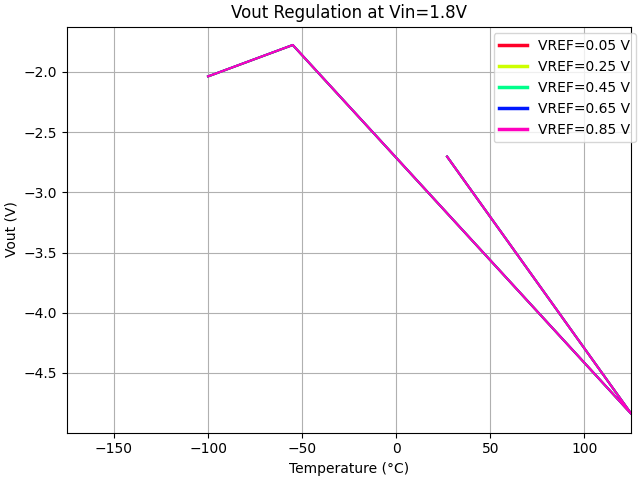 Vout Regulation at Vin=1.8V
VREF=0.05 V
VREF=0.25 V
VREF=0.45 V
VREF=0.65 V
VREF=0.85 V
Vout (V)
−2.0
−2.5
−3.0
−3.5
−4.0
−4.5
−150
−100
−50
0
50
100
Temperature (°C)